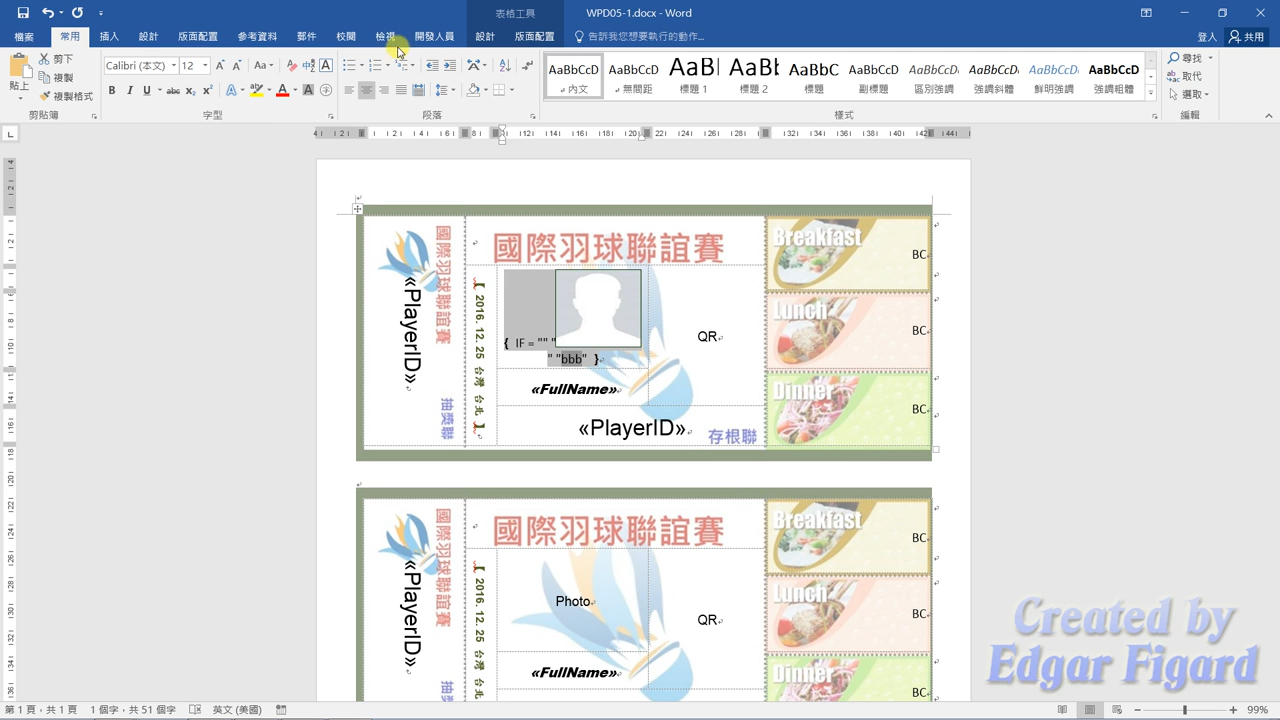 表格工具
WPD05-1.docx - Word
檔案 常用 插入 設計 版面配置 參考資料 郵件 校閱 檢視 開發人員 設計 版面配置 告訴我您想要執行的動作... 登入 共用
貼上
剪下
複製
複製格式
剪貼簿
Calibri (本文) 12
字型
段落
AaBbCcD AaBbCcD AaBl AaBl AaBbC AaBbCcD AaBbCcD AaBbCcD AaBbCcD AaBbCcD
內文 無間距 標題 1 標題 2 標題 副標題 區別強調 強調斜體 鮮明強調 強調粗體
樣式
尋找
取代
選取
編輯
國際羽球聯誼賽
«PlayerID»
抽獎聯
【2016. 12. 25 台灣 台北】
國際羽球聯誼賽
{ IF = "" "
" "bbb" }
«FullName»
QR
«PlayerID»
存根聯
Breakfast
BC
Lunch
BC
Dinner
BC
國際羽球聯誼賽
«PlayerID»
抽獎
【2016. 12. 25 台灣 台
國際羽球聯誼賽
Photo
«FullName»
QR
Breakfast
BC
Lunch
BC
Dinner
BC
Created by
第 1 頁，共 1 頁 1 個字，共 51 個字 英文 (美國) 99%